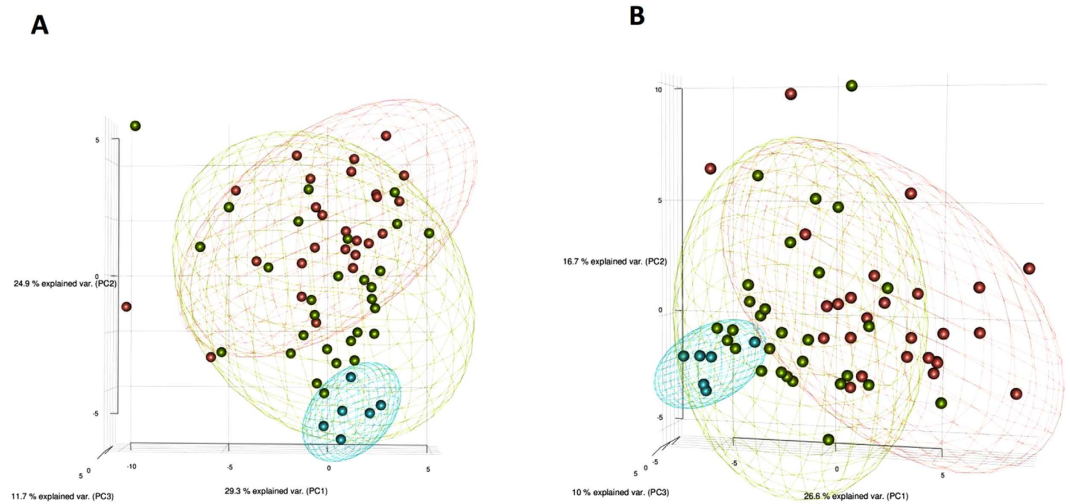 A
5
24.9 % explained var. (PC2)
0
-5
0
-10
-5
0
5
5
11.7 % explained var. (PC3)
29.3 % explained var. (PC1)
B
10
5
16.7 % explained var. (PC2)
0
-5
0
5
-5
0
5
10 % explained var. (PC3)
26.6 % explained var. (PC1)